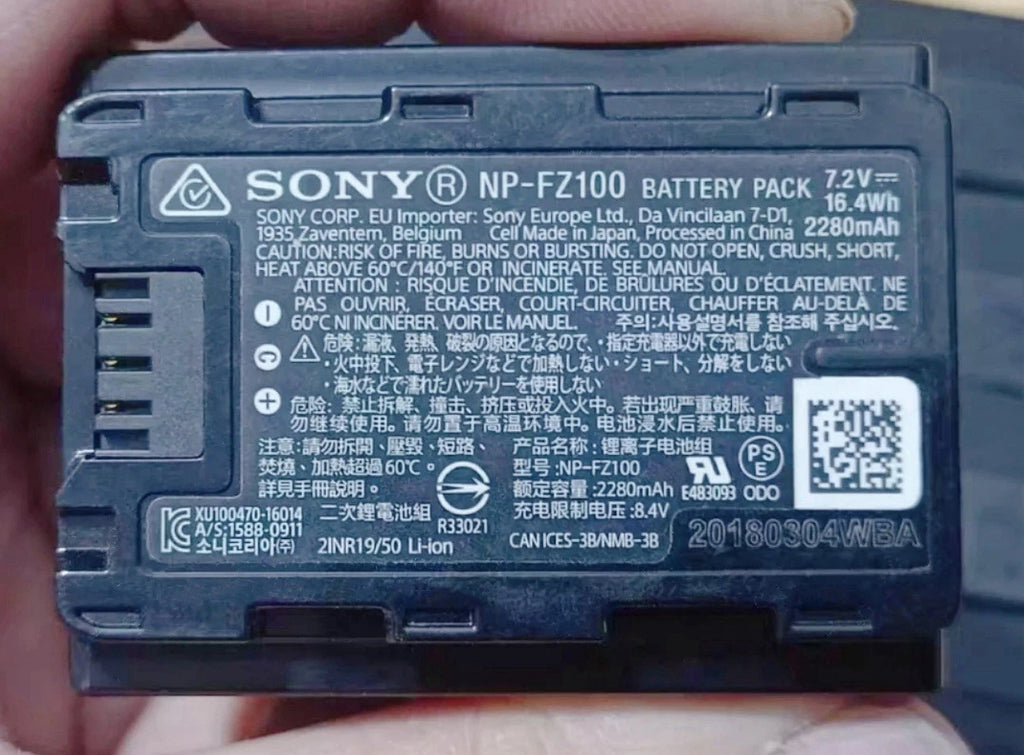 SONY® NP-FZ100 BATTERY PACK 7.2V⎓
16.4Wh
2280mAh
SONY CORP. EU Importer: Sony Europe Ltd., Da Vincilaan 7-D1,
1935 Zaventem, Belgium Cell Made in Japan, Processed in China
CAUTION:RISK OF FIRE, BURNS OR BURSTING. DO NOT OPEN, CRUSH, SHORT,
HEAT ABOVE 60°C/140°F OR INCINERATE. SEE MANUAL.
ATTENTION : RISQUE D'INCENDIE, DE BRÛLURES OU D'ÉCLATEMENT. NE
PAS OUVRIR, ÉCRASER, COURT-CIRCUITER, CHAUFFER AU-DELÀ DE
60°C NI INCINÉRER. VOIR LE MANUEL. 주의:사용설명서를 참조해 주십시오.
危険:漏液、発熱、破裂の原因となるので、・指定充電器以外で充電しない
・火中投下、電子レンジなどで加熱しない・ショート、分解をしない
・海水などで濡れたバッテリーを使用しない
危险: 禁止拆解、撞击、挤压或投入火中。若出现严重鼓胀、请
勿继续使用。请勿置于高温环境中。电池浸水后禁止使用。
注意:請勿拆開、壓毀、短路、
焚燒、加熱超過60℃。
詳見手冊說明。
产品名称:锂离子电池组
型号:NP-FZ100
额定容量:2280mAh
充电限制电压:8.4V
E483093
PS
E
ODO
XU100470-16014
A/S:1588-0911
소니코리아㈜
二次鋰電池組
R33021
2INR19/50 Li-ion
CAN ICES-3B/NMB-3B
20180304WBA